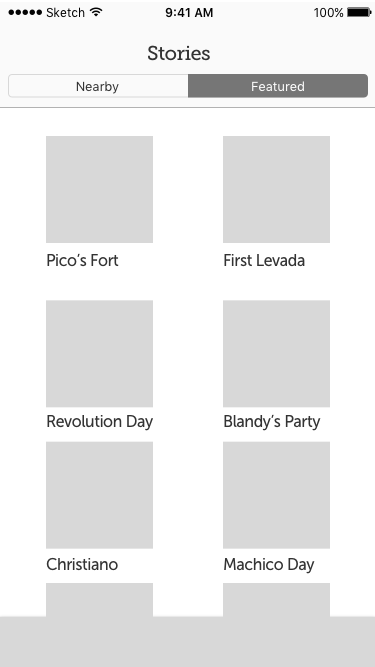 Sketch 9:41 AM 100%
Stories
Nearby Featured
Pico’s Fort First Levada
Revolution Day Blandy’s Party
Christiano Machico Day